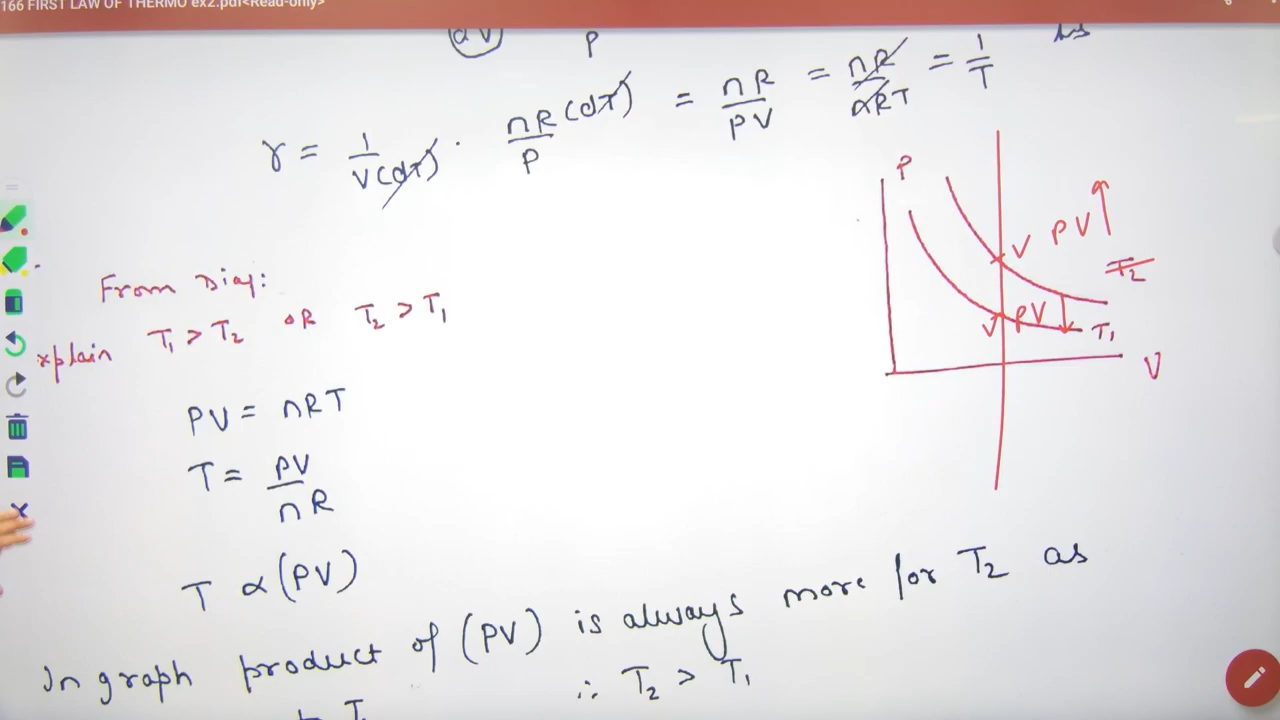 166 FIRST LAW OF THERMO ex2.pdf<Read-only>
dV P
γ = 1/V(dT) · nR(dT)/P = nR/PV = nR/nRT = 1/T
P
V PV↑
T2
V PV
T1
V
From Diag:
xplain T1 > T2 OR T2 > T1
PV = nRT
T = PV/nR
T ∝ (PV)
In graph product of (PV) is always more for T2 as
∴ T2 > T1